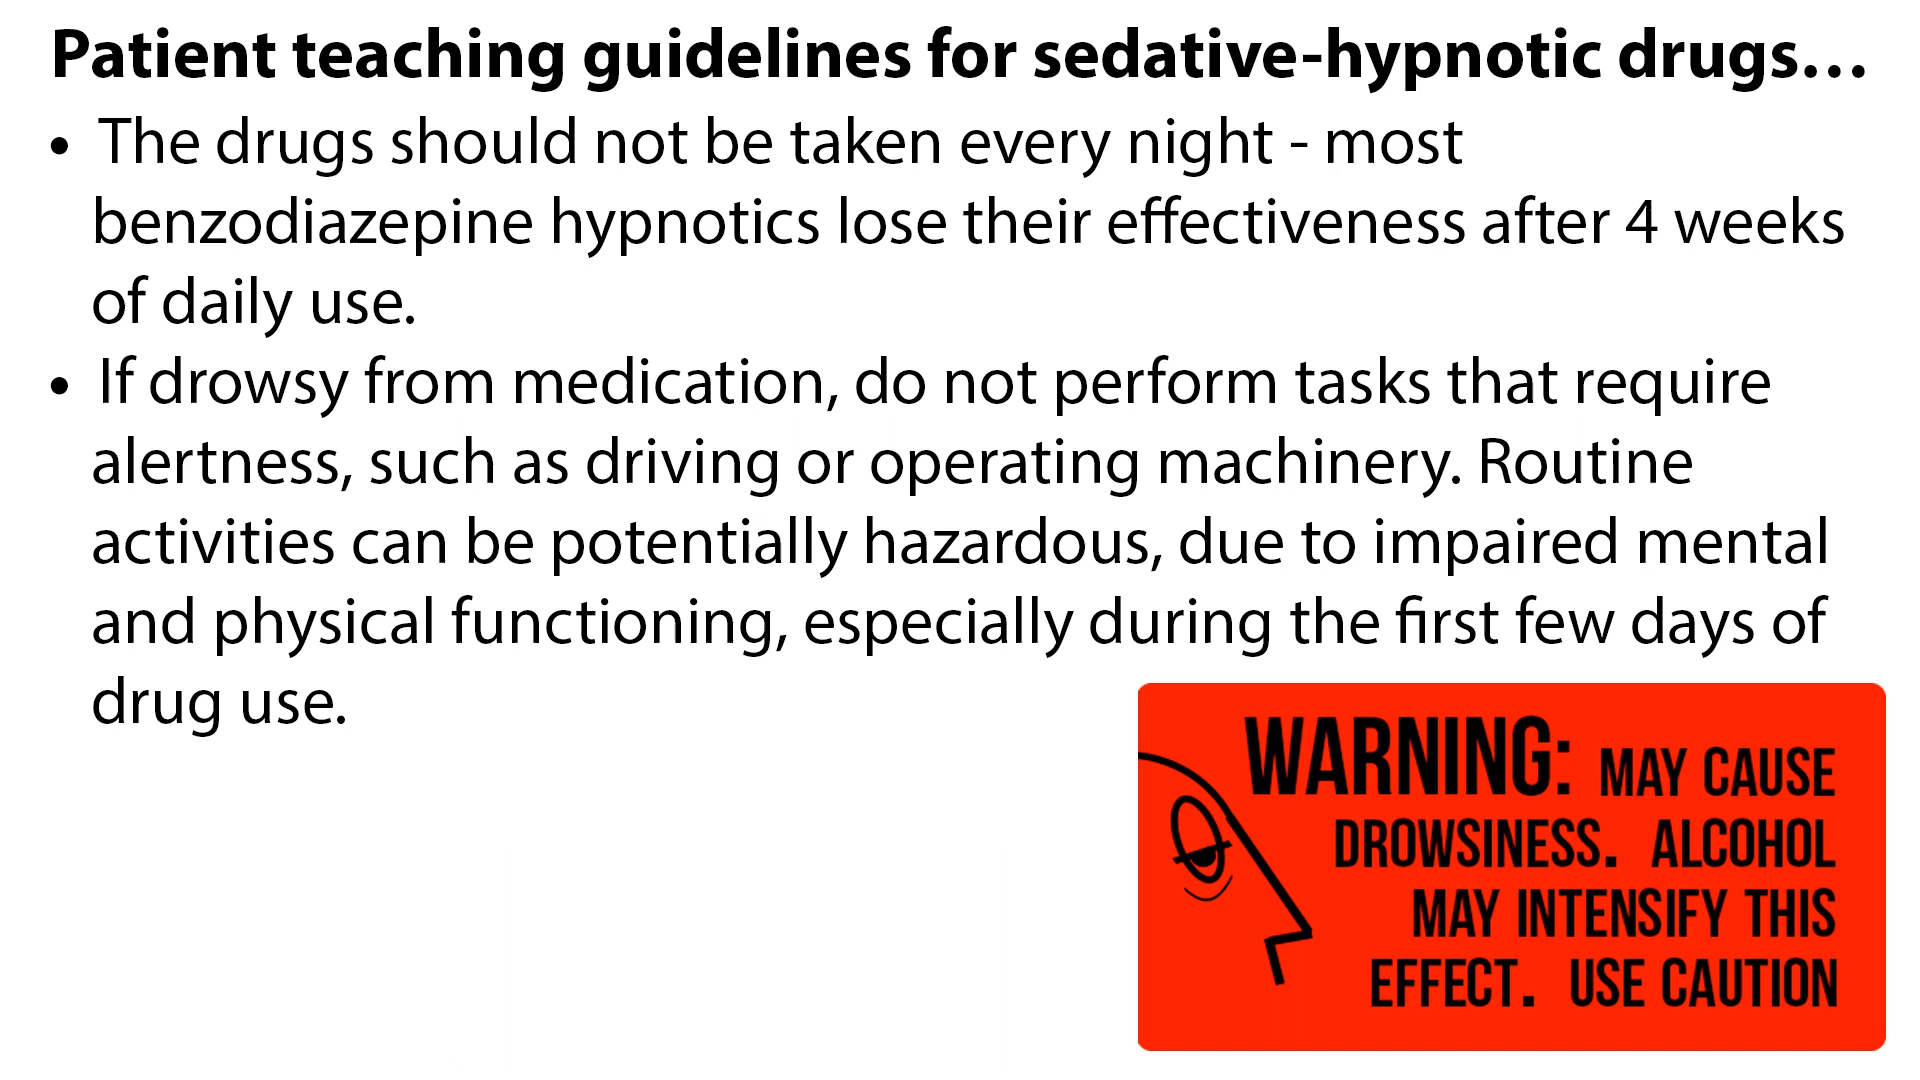 Patient teaching guidelines for sedative-hypnotic drugs…
• The drugs should not be taken every night - most
benzodiazepine hypnotics lose their effectiveness after 4 weeks
of daily use.
• If drowsy from medication, do not perform tasks that require
alertness, such as driving or operating machinery. Routine
activities can be potentially hazardous, due to impaired mental
and physical functioning, especially during the first few days of
drug use.
WARNING: MAY CAUSE
DROWSINESS. ALCOHOL
MAY INTENSIFY THIS
EFFECT. USE CAUTION